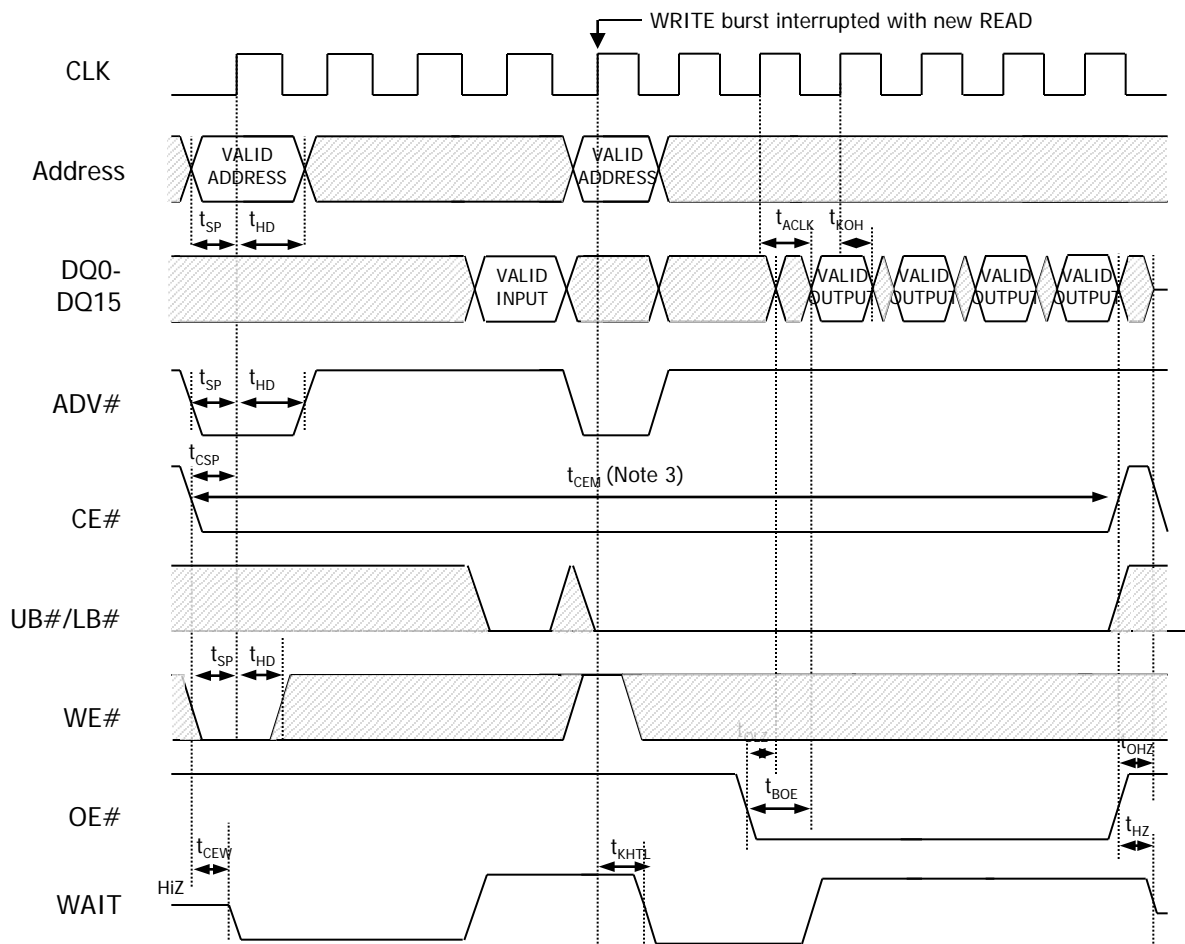 WRITE burst interrupted with new READ
CLK
Address
VALID
ADDRESS
VALID
ADDRESS
tSP
tHD
tACLK
tKOH
DQ0-
DQ15
VALID
INPUT
VALID
OUTPUT
VALID
OUTPUT
VALID
OUTPUT
VALID
OUTPUT
ADV#
tSP
tHD
tCSP
CE#
tCEM (Note 3)
UB#/LB#
tSP
tHD
WE#
tOLZ
tOHZ
OE#
tBOE
tHZ
tCEW
tKHTL
HiZ
WAIT